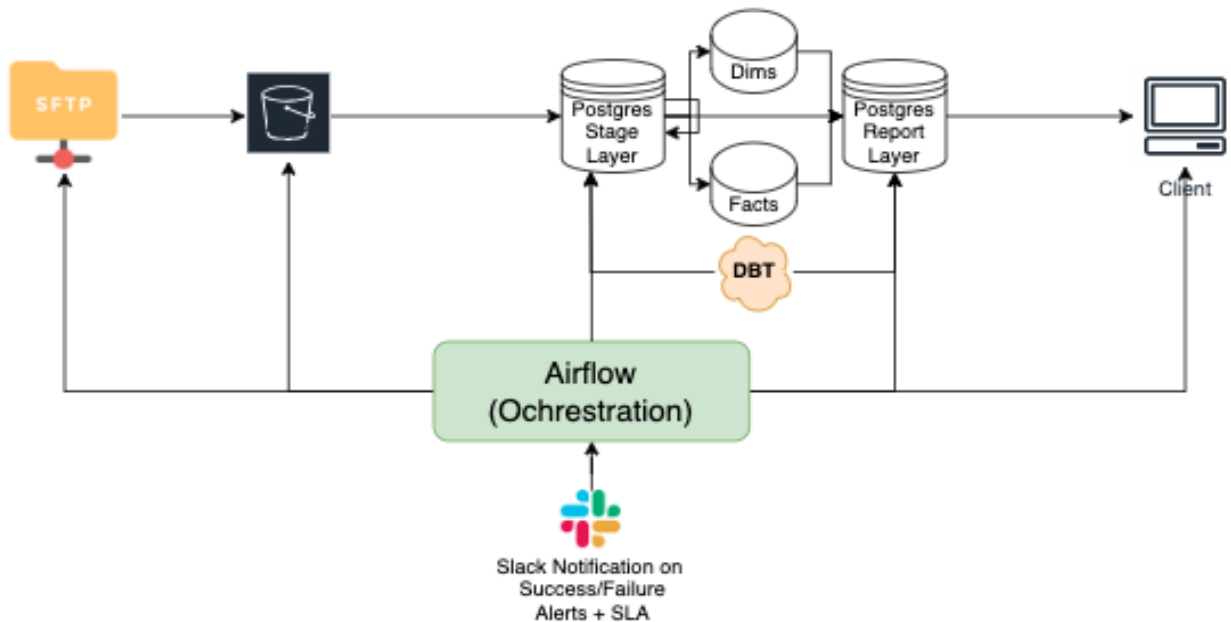 SFTP
Postgres
Stage
Layer
Dims
Facts
Postgres
Report
Layer
Client
DBT
Airflow
(Ochrestration)
Slack Notification on
Success/Failure
Alerts + SLA